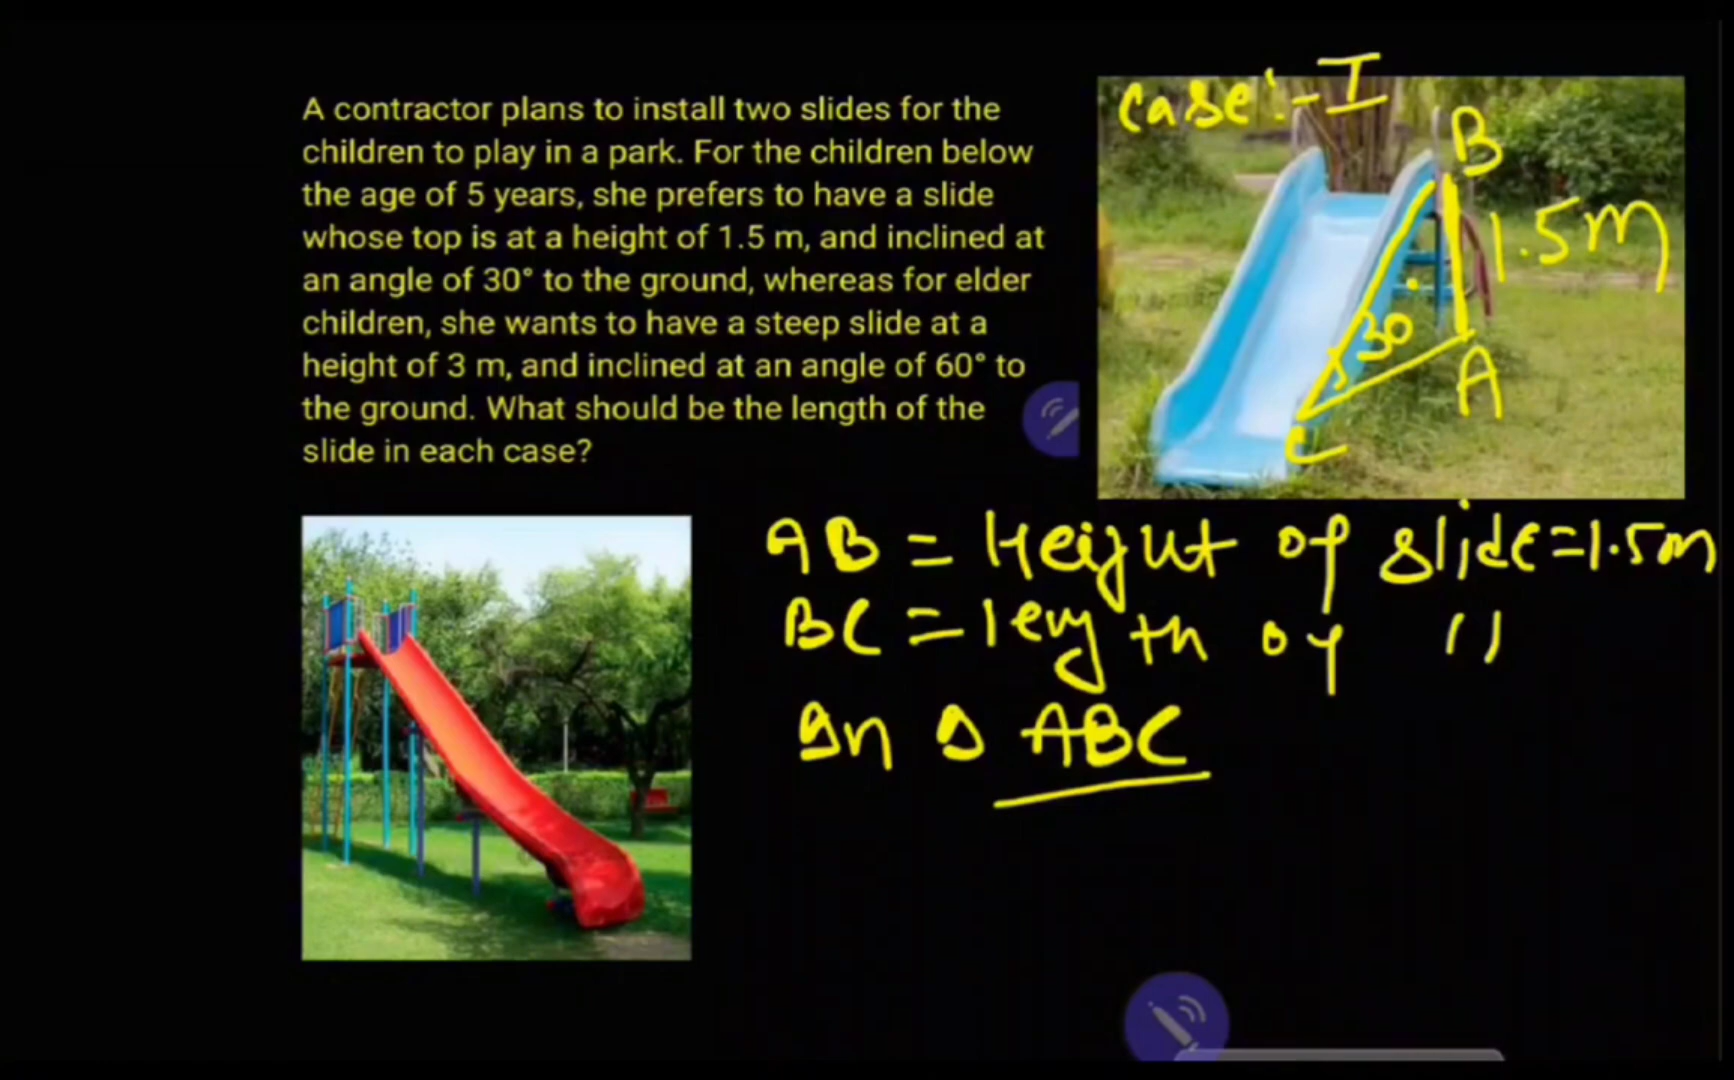 A contractor plans to install two slides for the
children to play in a park. For the children below
the age of 5 years, she prefers to have a slide
whose top is at a height of 1.5 m, and inclined at
an angle of 30° to the ground, whereas for elder
children, she wants to have a steep slide at a
height of 3 m, and inclined at an angle of 60° to
the ground. What should be the length of the
slide in each case?
case:- I
B
1.5m
30°
A
C
AB = Height of slide = 1.5m
BC = length of "
In Δ ABC